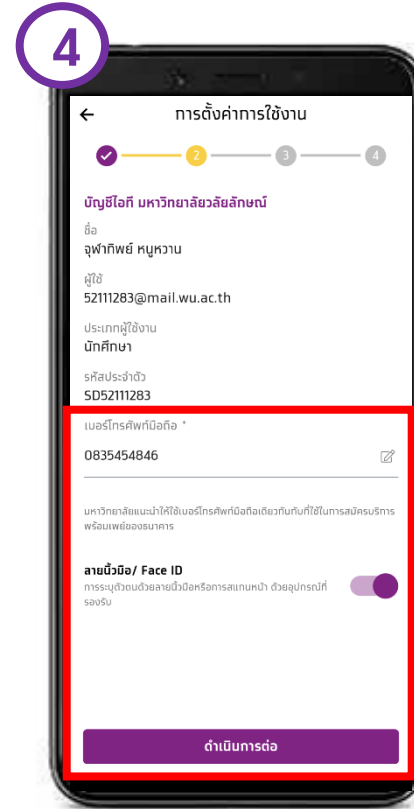 4
การตั้งค่าการใช้งาน
2 3 4
บัญชีไอที มหาวิทยาลัยวลัยลักษณ์
ชื่อ
จุฬาทิพย์ หนูหวาน
ผู้ใช้
52111283@mail.wu.ac.th
ประเภทผู้ใช้งาน
นักศึกษา
รหัสประจำตัว
SD52111283
เบอร์โทรศัพท์มือถือ *
0835454846
มหาวิทยาลัยแนะนำให้ใช้เบอร์โทรศัพท์มือถือเดียวกันกับที่ใช้ในการสมัครบริการ
พร้อมเพย์ของธนาคาร
ลายนิ้วมือ/ Face ID
การระบุตัวตนด้วยลายนิ้วมือหรือการสแกนหน้า ด้วยอุปกรณ์ที่
รองรับ
ดำเนินการต่อ